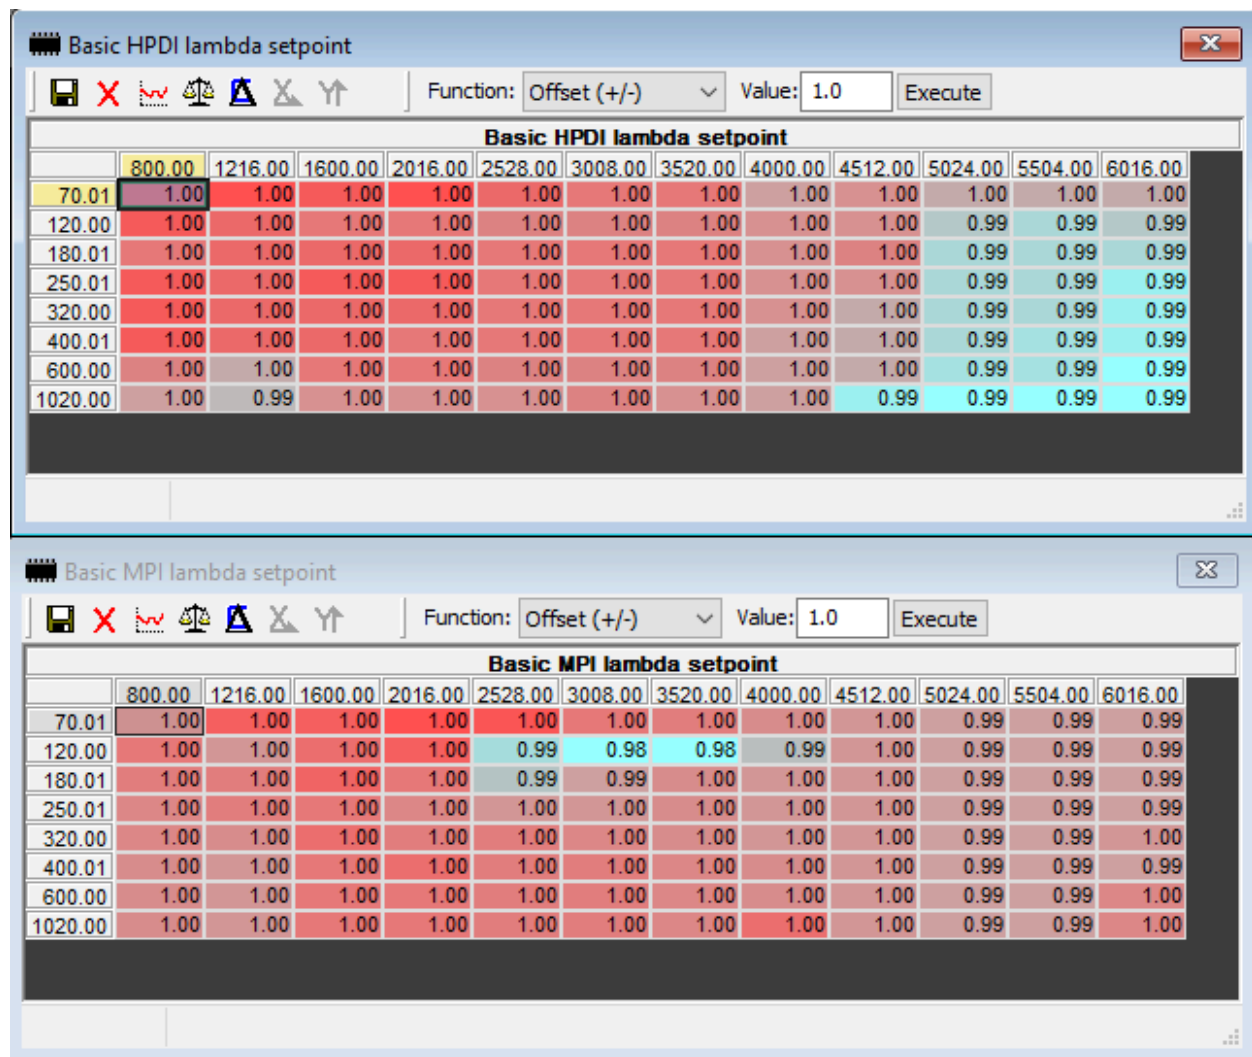 Basic HPDI lambda setpoint
Function: Offset (+/-) Value: 1.0 Execute
Basic HPDI lambda setpoint
800.00 1216.00 1600.00 2016.00 2528.00 3008.00 3520.00 4000.00 4512.00 5024.00 5504.00 6016.00
70.01 1.00 1.00 1.00 1.00 1.00 1.00 1.00 1.00 1.00 1.00 1.00 1.00
120.00 1.00 1.00 1.00 1.00 1.00 1.00 1.00 1.00 1.00 0.99 0.99 0.99
180.01 1.00 1.00 1.00 1.00 1.00 1.00 1.00 1.00 1.00 0.99 0.99 0.99
250.01 1.00 1.00 1.00 1.00 1.00 1.00 1.00 1.00 1.00 0.99 0.99 0.99
320.00 1.00 1.00 1.00 1.00 1.00 1.00 1.00 1.00 1.00 0.99 0.99 0.99
400.01 1.00 1.00 1.00 1.00 1.00 1.00 1.00 1.00 1.00 0.99 0.99 0.99
600.00 1.00 1.00 1.00 1.00 1.00 1.00 1.00 1.00 1.00 0.99 0.99 0.99
1020.00 1.00 0.99 1.00 1.00 1.00 1.00 1.00 1.00 0.99 0.99 0.99 0.99
Basic MPI lambda setpoint
Function: Offset (+/-) Value: 1.0 Execute
Basic MPI lambda setpoint
800.00 1216.00 1600.00 2016.00 2528.00 3008.00 3520.00 4000.00 4512.00 5024.00 5504.00 6016.00
70.01 1.00 1.00 1.00 1.00 1.00 1.00 1.00 1.00 1.00 0.99 0.99 0.99
120.00 1.00 1.00 1.00 1.00 0.99 0.98 0.98 0.99 1.00 0.99 0.99 0.99
180.01 1.00 1.00 1.00 1.00 0.99 0.99 1.00 1.00 1.00 0.99 0.99 0.99
250.01 1.00 1.00 1.00 1.00 1.00 1.00 1.00 1.00 1.00 0.99 0.99 0.99
320.00 1.00 1.00 1.00 1.00 1.00 1.00 1.00 1.00 1.00 0.99 0.99 1.00
400.01 1.00 1.00 1.00 1.00 1.00 1.00 1.00 1.00 1.00 0.99 0.99 0.99
600.00 1.00 1.00 1.00 1.00 1.00 1.00 1.00 1.00 1.00 0.99 0.99 1.00
1020.00 1.00 1.00 1.00 1.00 1.00 1.00 1.00 1.00 1.00 0.99 0.99 1.00